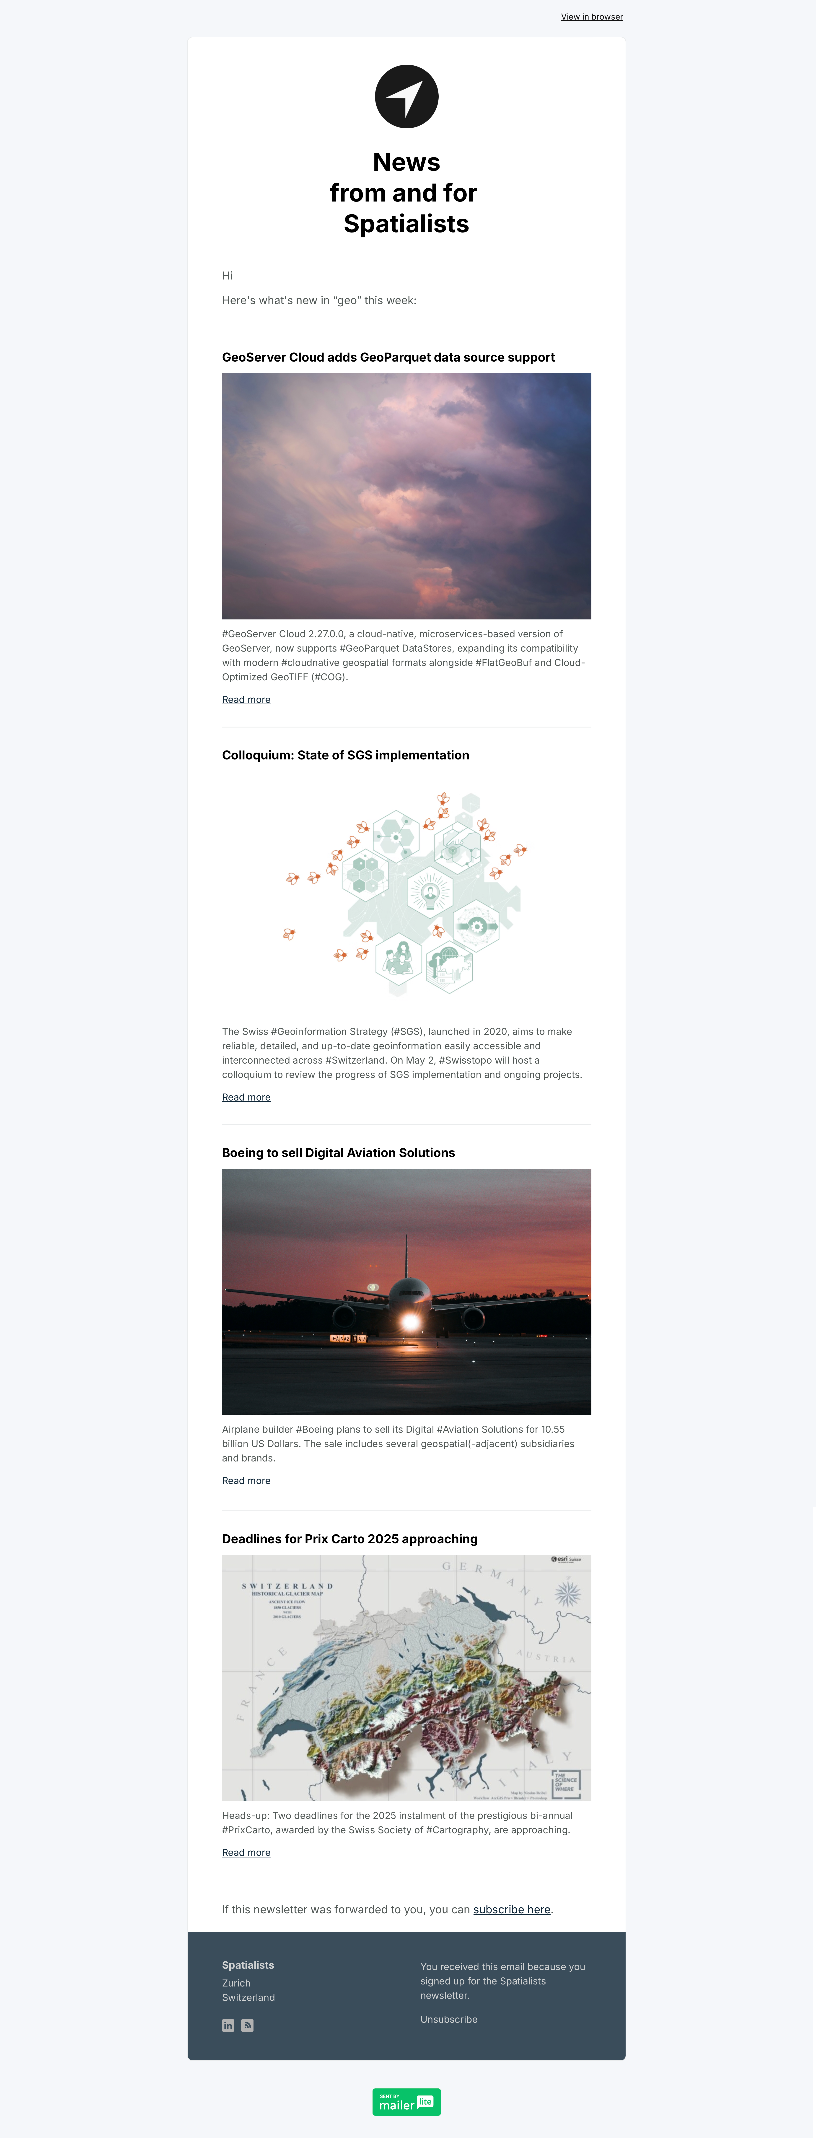 View in browser
News
from and for
Spatialists
Hi
Here's what's new in "geo" this week:
GeoServer Cloud adds GeoParquet data source support
#GeoServer Cloud 2.27.0.0, a cloud-native, microservices-based version of
GeoServer, now supports #GeoParquet DataStores, expanding its compatibility
with modern #cloudnative geospatial formats alongside #FlatGeoBuf and Cloud-
Optimized GeoTIFF (#COG).
Read more
Colloquium: State of SGS implementation
The Swiss #Geoinformation Strategy (#SGS), launched in 2020, aims to make
reliable, detailed, and up-to-date geoinformation easily accessible and
interconnected across #Switzerland. On May 2, #Swisstopo will host a
colloquium to review the progress of SGS implementation and ongoing projects.
Read more
Boeing to sell Digital Aviation Solutions
Airplane builder #Boeing plans to sell its Digital #Aviation Solutions for 10.55
billion US Dollars. The sale includes several geospatial(-adjacent) subsidiaries
and brands.
Read more
Deadlines for Prix Carto 2025 approaching
esri Suisse
SWITZERLAND
HISTORICAL GLACIER MAP
GERMANY
AUSTRIA
FRANCE
ITALY
THE
SCIENCE
OF
WHERE
Heads-up: Two deadlines for the 2025 instalment of the prestigious bi-annual
#PrixCarto, awarded by the Swiss Society of #Cartography, are approaching.
Read more
If this newsletter was forwarded to you, you can subscribe here.
Spatialists
Zurich
Switzerland
in
You received this email because you
signed up for the Spatialists
newsletter.
Unsubscribe
SENT BY
mailer lite